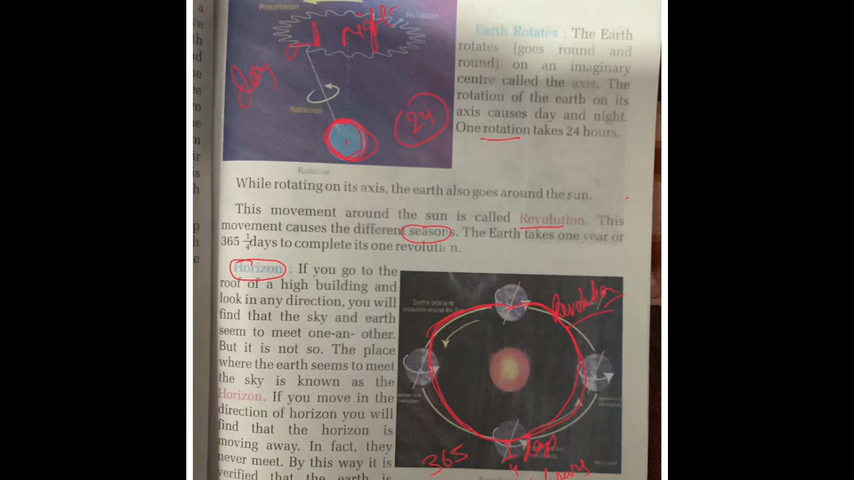 Precession
Nutation
and night
day
Rotation
24
Rotation
Earth Rotates : The Earth
rotates (goes round and
round) on an imaginary
centre called the axis. The
rotation of the earth on its
axis causes day and night.
One rotation takes 24 hours.
While rotating on its axis, the earth also goes around the sun.
This movement around the sun is called Revolution. This
movement causes the different seasons. The Earth takes one year or
365 1/4 days to complete its one revolution.
Horizon : If you go to the
roof of a high building and
look in any direction, you will
find that the sky and earth
seem to meet one-an- other.
But it is not so. The place
where the earth seems to meet
the sky is known as the
Horizon. If you move in the
direction of horizon you will
find that the horizon is
moving away. In fact, they
never meet. By this way it is
verified that the earth is
Revolution
365 1/4 days